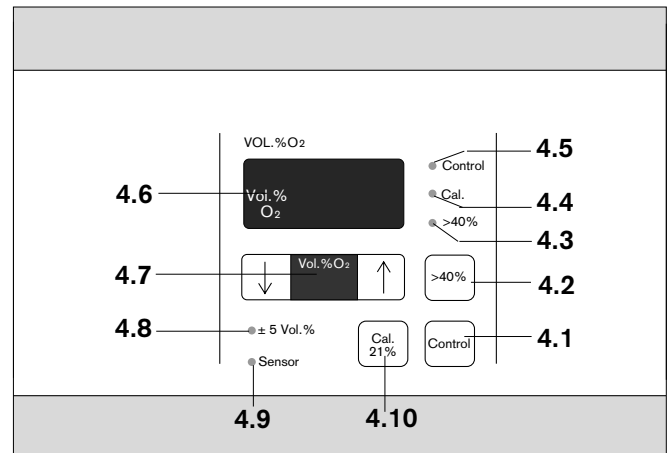 VOL.%O₂
4.5
Control
4.6
Vol.%
O₂
Cal.
4.4
>40%
4.3
4.7
↓
Vol.%O₂
↑
>40%
4.2
4.8
± 5 Vol.%
Cal.
21%
Control
4.1
Sensor
4.9
4.10